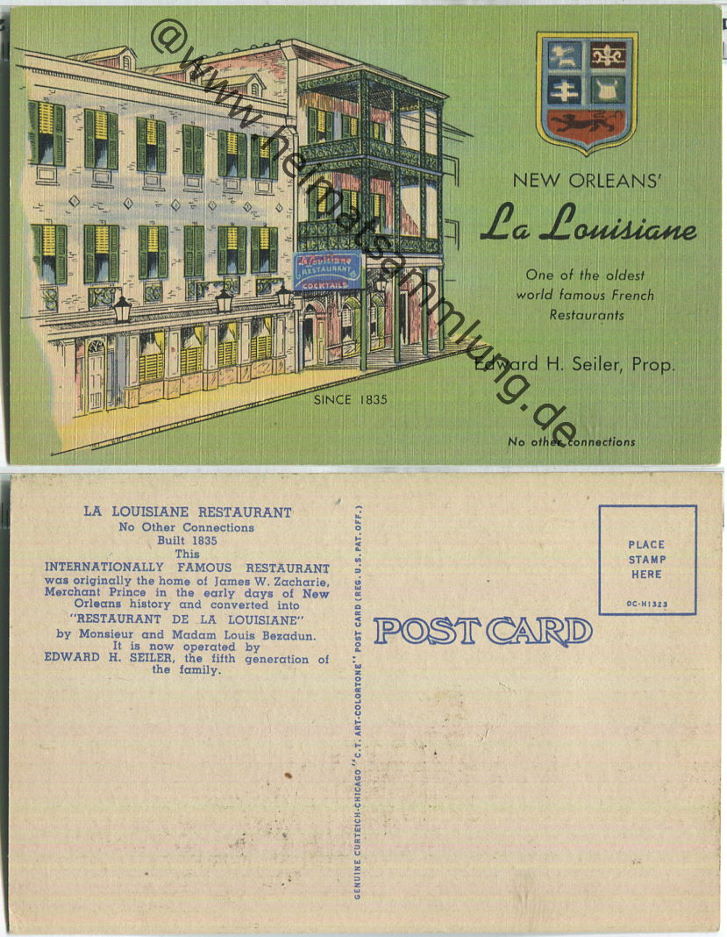 NEW ORLEANS'
La Louisiane
One of the oldest
world famous French
Restaurants
Edward H. Seiler, Prop.
No other connections
La Louisiane
RESTAURANT
COCKTAILS
SINCE 1835
@www.heimatsammlung.de
LA LOUISIANE RESTAURANT
No Other Connections
Built 1835
This
INTERNATIONALLY FAMOUS RESTAURANT
was originally the home of James W. Zacharie,
Merchant Prince in the early days of New
Orleans history and converted into
"RESTAURANT DE LA LOUISIANE"
by Monsieur and Madam Louis Bezadun.
It is now operated by
EDWARD H. SEILER, the fifth generation of
the family.
GENUINE CURTEICH-CHICAGO "C.T. ART-COLORTONE" POST CARD (REG. U.S. PAT. OFF.)
POST CARD
PLACE
STAMP
HERE
OC-H1323